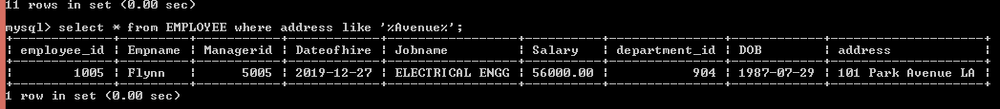 11 rows in set (0.00 sec)
mysql> select * from EMPLOYEE where address like '%Avenue%';
+-------------+---------+-----------+------------+-----------------+----------+---------------+------------+--------------------+
| employee_id | Empname | Managerid | Dateofhire | Jobname | Salary | department_id | DOB | address |
+-------------+---------+-----------+------------+-----------------+----------+---------------+------------+--------------------+
| 1005 | Flynn | 5005 | 2019-12-27 | ELECTRICAL ENGG | 56000.00 | 904 | 1987-07-29 | 101 Park Avenue LA |
+-------------+---------+-----------+------------+-----------------+----------+---------------+------------+--------------------+
1 row in set (0.00 sec)